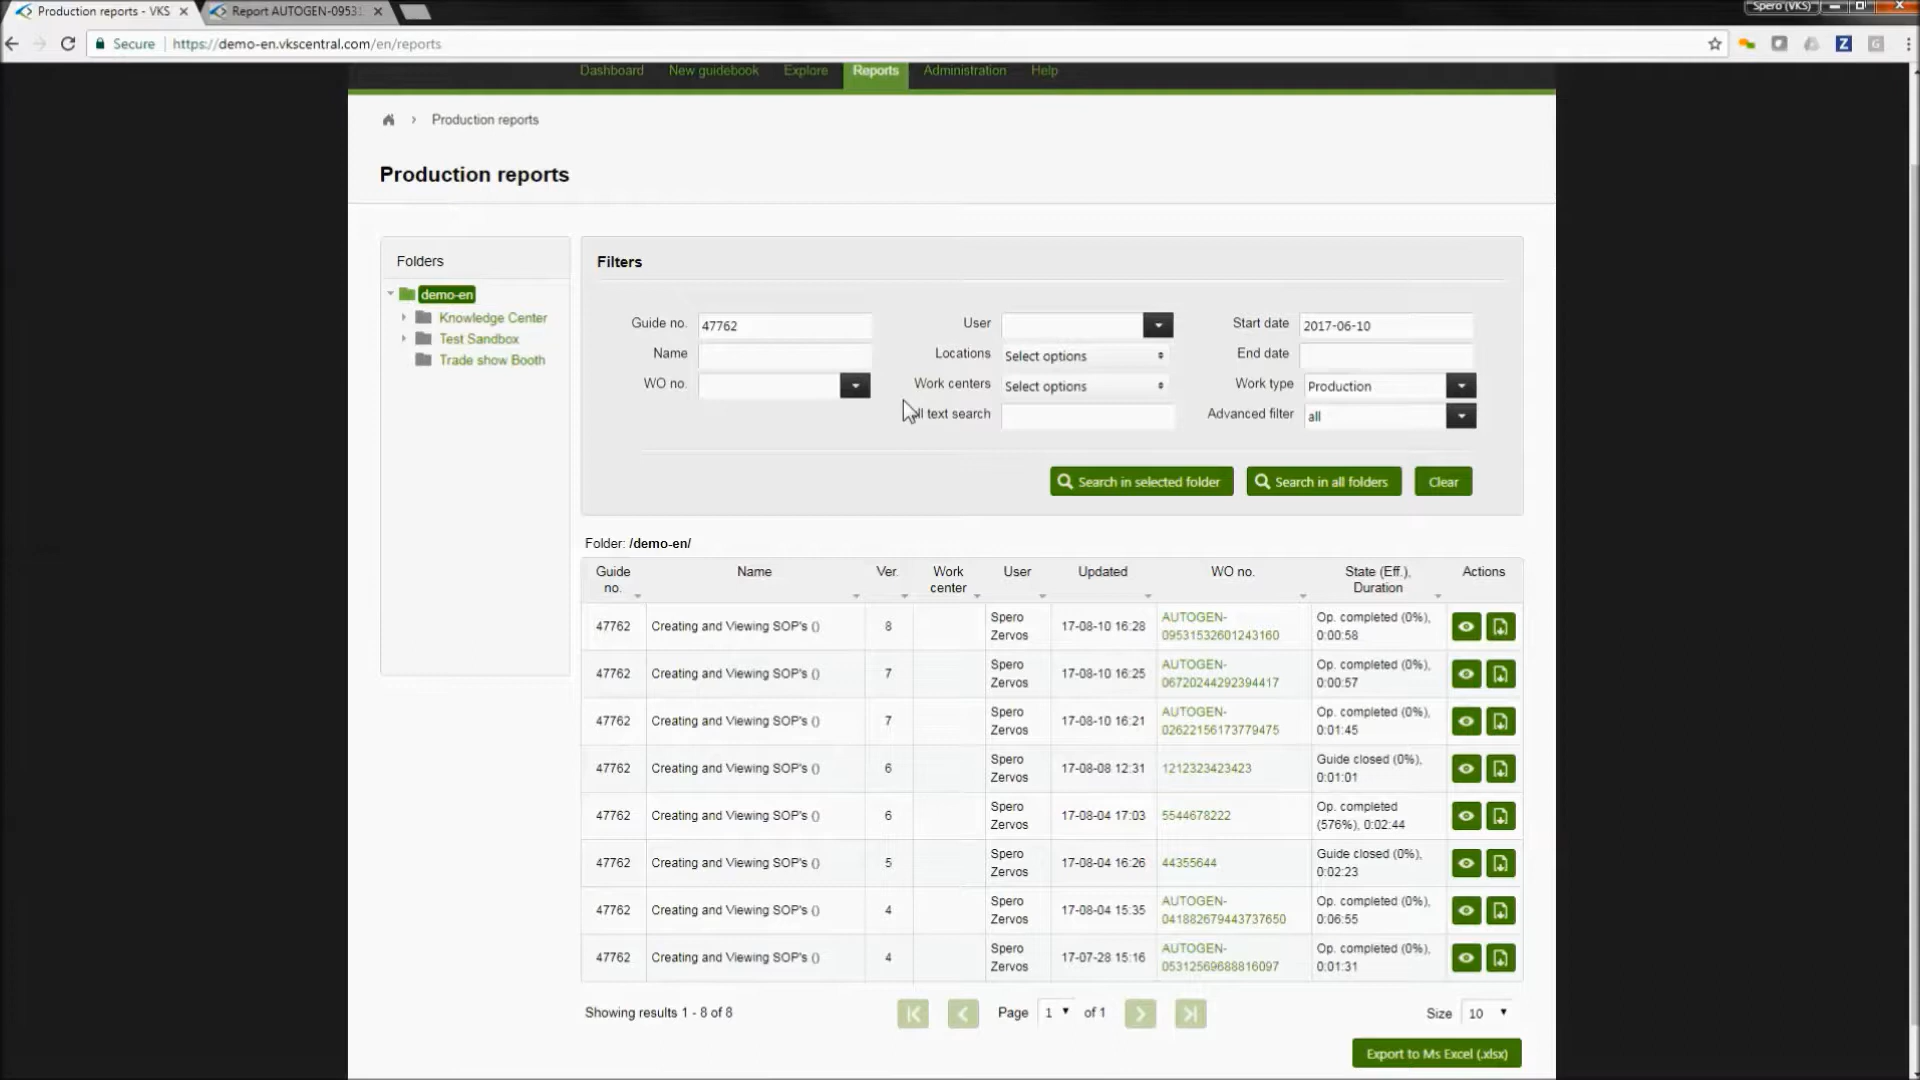 Production reports - VKS
Report AUTOGEN-0953
Spero (VKS)
Secure
https://demo-en.vkscentral.com/en/reports
Dashboard New guidebook Explore Reports Administration Help
Production reports
Production reports
Folders
demo-en
Knowledge Center
Test Sandbox
Trade show Booth
Filters
Guide no. 47762 User Start date 2017-06-10
Name Locations Select options End date
WO no. Work centers Select options Work type Production
text search Advanced filter all
Search in selected folder Search in all folders Clear
Folder: /demo-en/
Guide no. Name Ver. Work center User Updated WO no. State (Eff.), Duration Actions
47762 Creating and Viewing SOP's () 8 Spero Zervos 17-08-10 16:28 AUTOGEN-09531532601243160 Op. completed (0%), 0:00:58
47762 Creating and Viewing SOP's () 7 Spero Zervos 17-08-10 16:25 AUTOGEN-06720244292394417 Op. completed (0%), 0:00:57
47762 Creating and Viewing SOP's () 7 Spero Zervos 17-08-10 16:21 AUTOGEN-02622156173779475 Op. completed (0%), 0:01:45
47762 Creating and Viewing SOP's () 6 Spero Zervos 17-08-08 12:31 1212323423423 Guide closed (0%), 0:01:01
47762 Creating and Viewing SOP's () 6 Spero Zervos 17-08-04 17:03 5544678222 Op. completed (576%), 0:02:44
47762 Creating and Viewing SOP's () 5 Spero Zervos 17-08-04 16:26 44355644 Guide closed (0%), 0:02:23
47762 Creating and Viewing SOP's () 4 Spero Zervos 17-08-04 15:35 AUTOGEN-041882679443737650 Op. completed (0%), 0:06:55
47762 Creating and Viewing SOP's () 4 Spero Zervos 17-07-28 15:16 AUTOGEN-05312569688816097 Op. completed (0%), 0:01:31
Showing results 1 - 8 of 8 Page 1 of 1 Size 10
Export to Ms Excel (.xlsx)